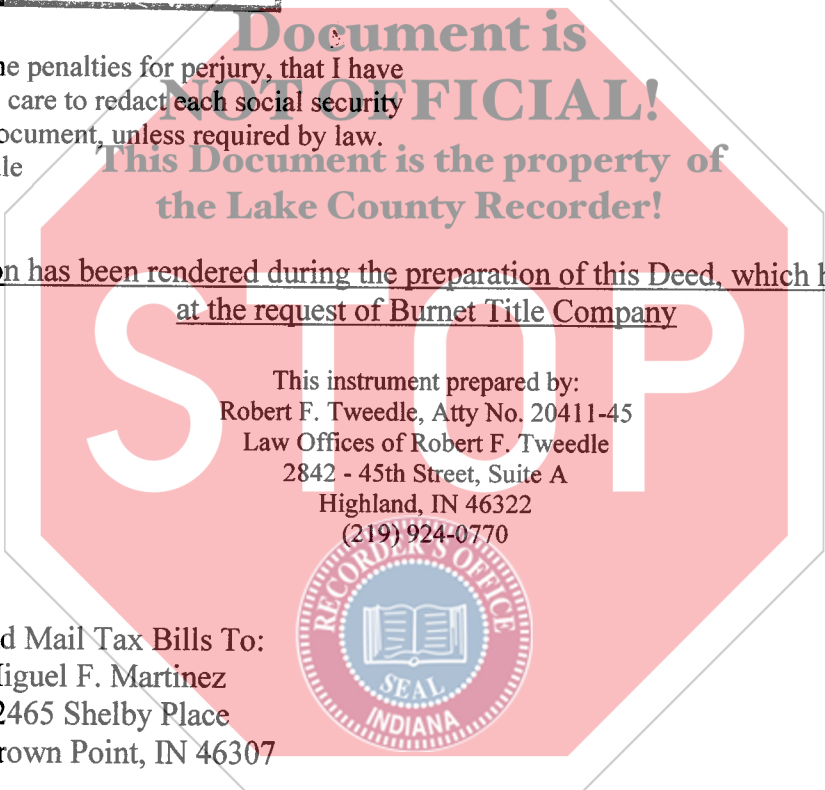 Document is
ne penalties for perjury, that I have
care to redact each social security
NOT OFFICIAL!
ocument, unless required by law.
le
This Document is the property of
the Lake County Recorder!
on has been rendered during the preparation of this Deed, which h
at the request of Burnet Title Company
STOP
This instrument prepared by:
Robert F. Tweedle, Atty No. 20411-45
Law Offices of Robert F. Tweedle
2842 - 45th Street, Suite A
Highland, IN 46322
(219) 924-0770
RECORDER'S OFFICE
SEAL
INDIANA
d Mail Tax Bills To:
iguel F. Martinez
2465 Shelby Place
rown Point, IN 46307